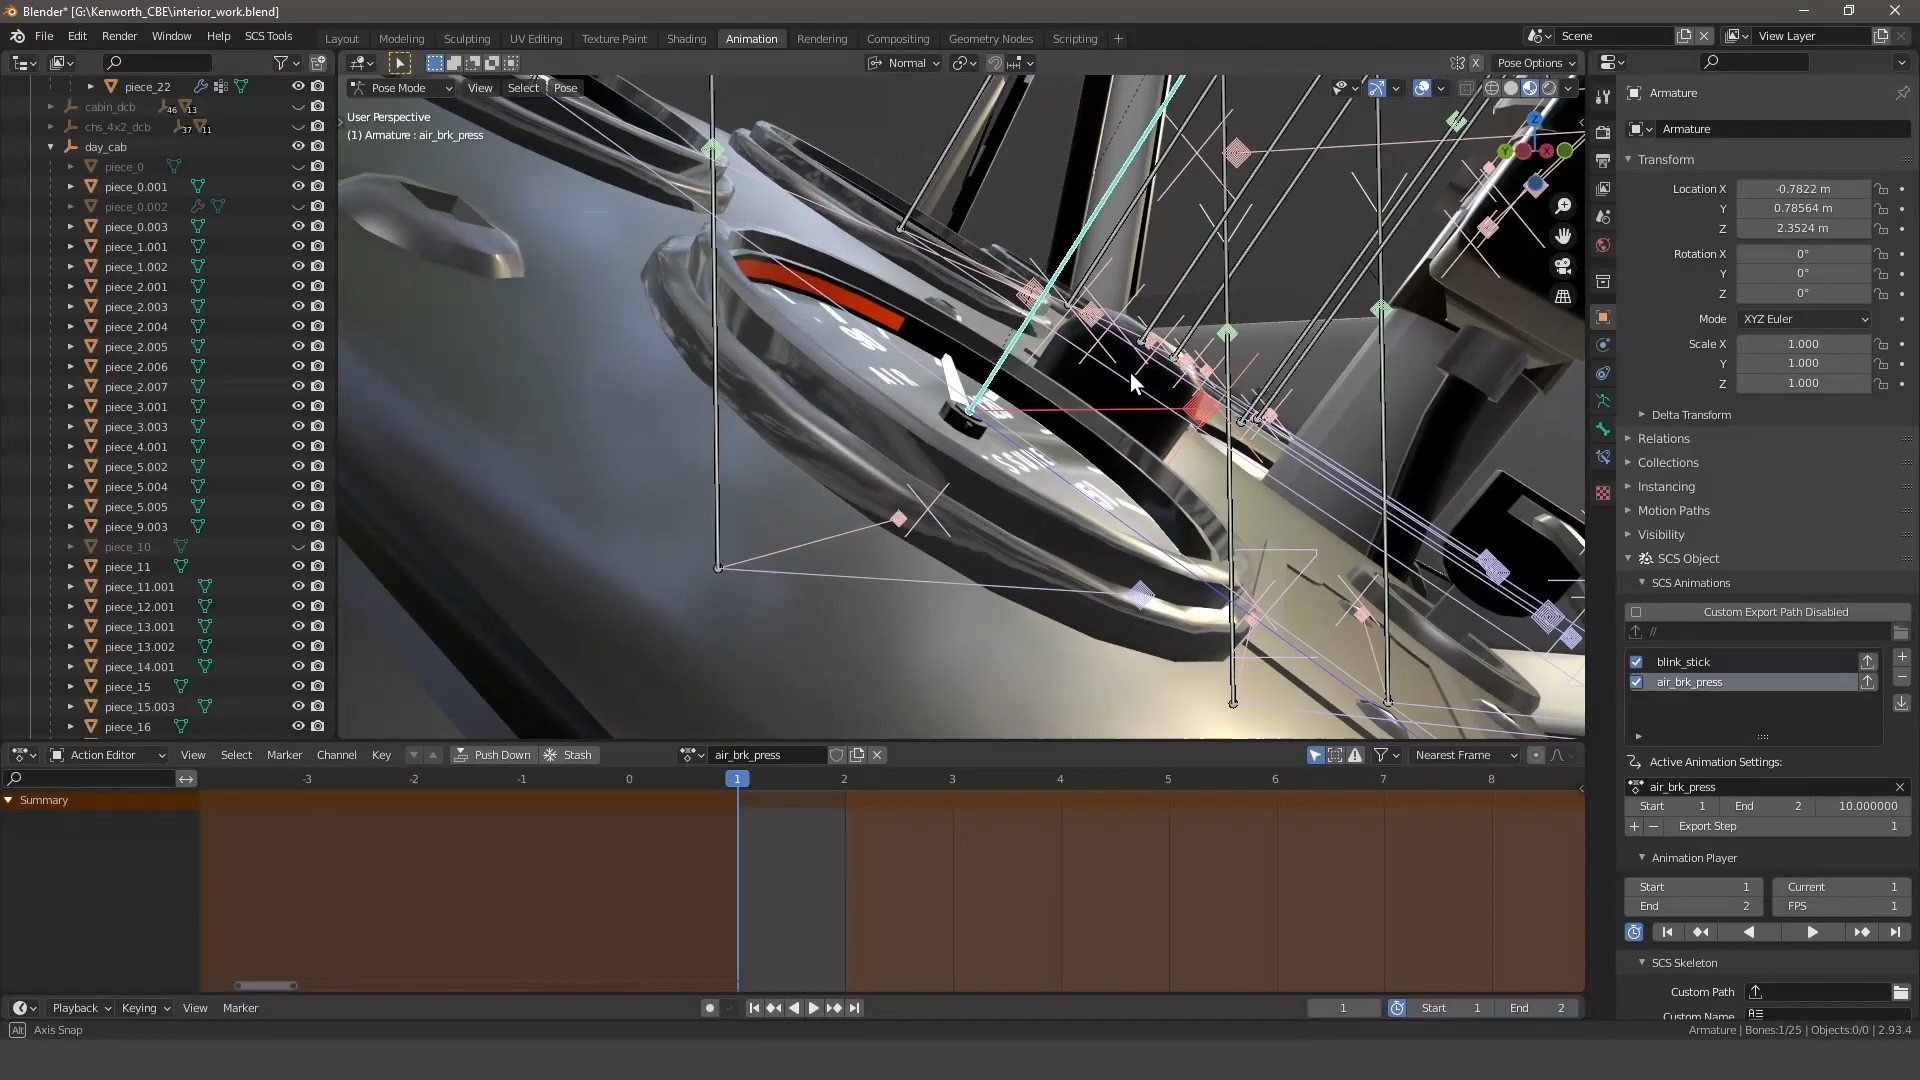 Blender* [G:\Kenworth_CBE\interior_work.blend]
File Edit Render Window Help SCS Tools
Layout Modeling Sculpting UV Editing Texture Paint Shading Animation Rendering Compositing Geometry Nodes Scripting +
Scene View Layer
Normal X Pose Options
Pose Mode View Select Pose
User Perspective
(1) Armature : air_brk_press
piece_22
cabin_dcb 46 13
chs_4x2_dcb 37 11
day_cab
piece_0
piece_0.001
piece_0.002
piece_0.003
piece_1.001
piece_1.002
piece_2.001
piece_2.003
piece_2.004
piece_2.005
piece_2.006
piece_2.007
piece_3.001
piece_3.003
piece_4.001
piece_5.002
piece_5.004
piece_5.005
piece_9.003
piece_10
piece_11
piece_11.001
piece_12.001
piece_13.001
piece_13.002
piece_14.001
piece_15
piece_15.003
piece_16
Z
Y X
Armature
Armature
Transform
Location X -0.7822 m
Y 0.78564 m
Z 2.3524 m
Rotation X 0°
Y 0°
Z 0°
Mode XYZ Euler
Scale X 1.000
Y 1.000
Z 1.000
Delta Transform
Relations
Collections
Instancing
Motion Paths
Visibility
SCS Object
SCS Animations
Custom Export Path Disabled
//
blink_stick
air_brk_press
Active Animation Settings:
air_brk_press
Start 1 End 2 10.000000
Export Step 1
Animation Player
Start 1 Current 1
End 2 FPS 1
SCS Skeleton
Custom Path
Custom Name
Action Editor View Select Marker Channel Key Push Down Stash air_brk_press Nearest Frame
-3 -2 -1 0 1 2 3 4 5 6 7 8
Summary
Playback Keying View Marker 1 Start 1 End 2
Alt Axis Snap
Armature | Bones:1/25 | Objects:0/0 | 2.93.4